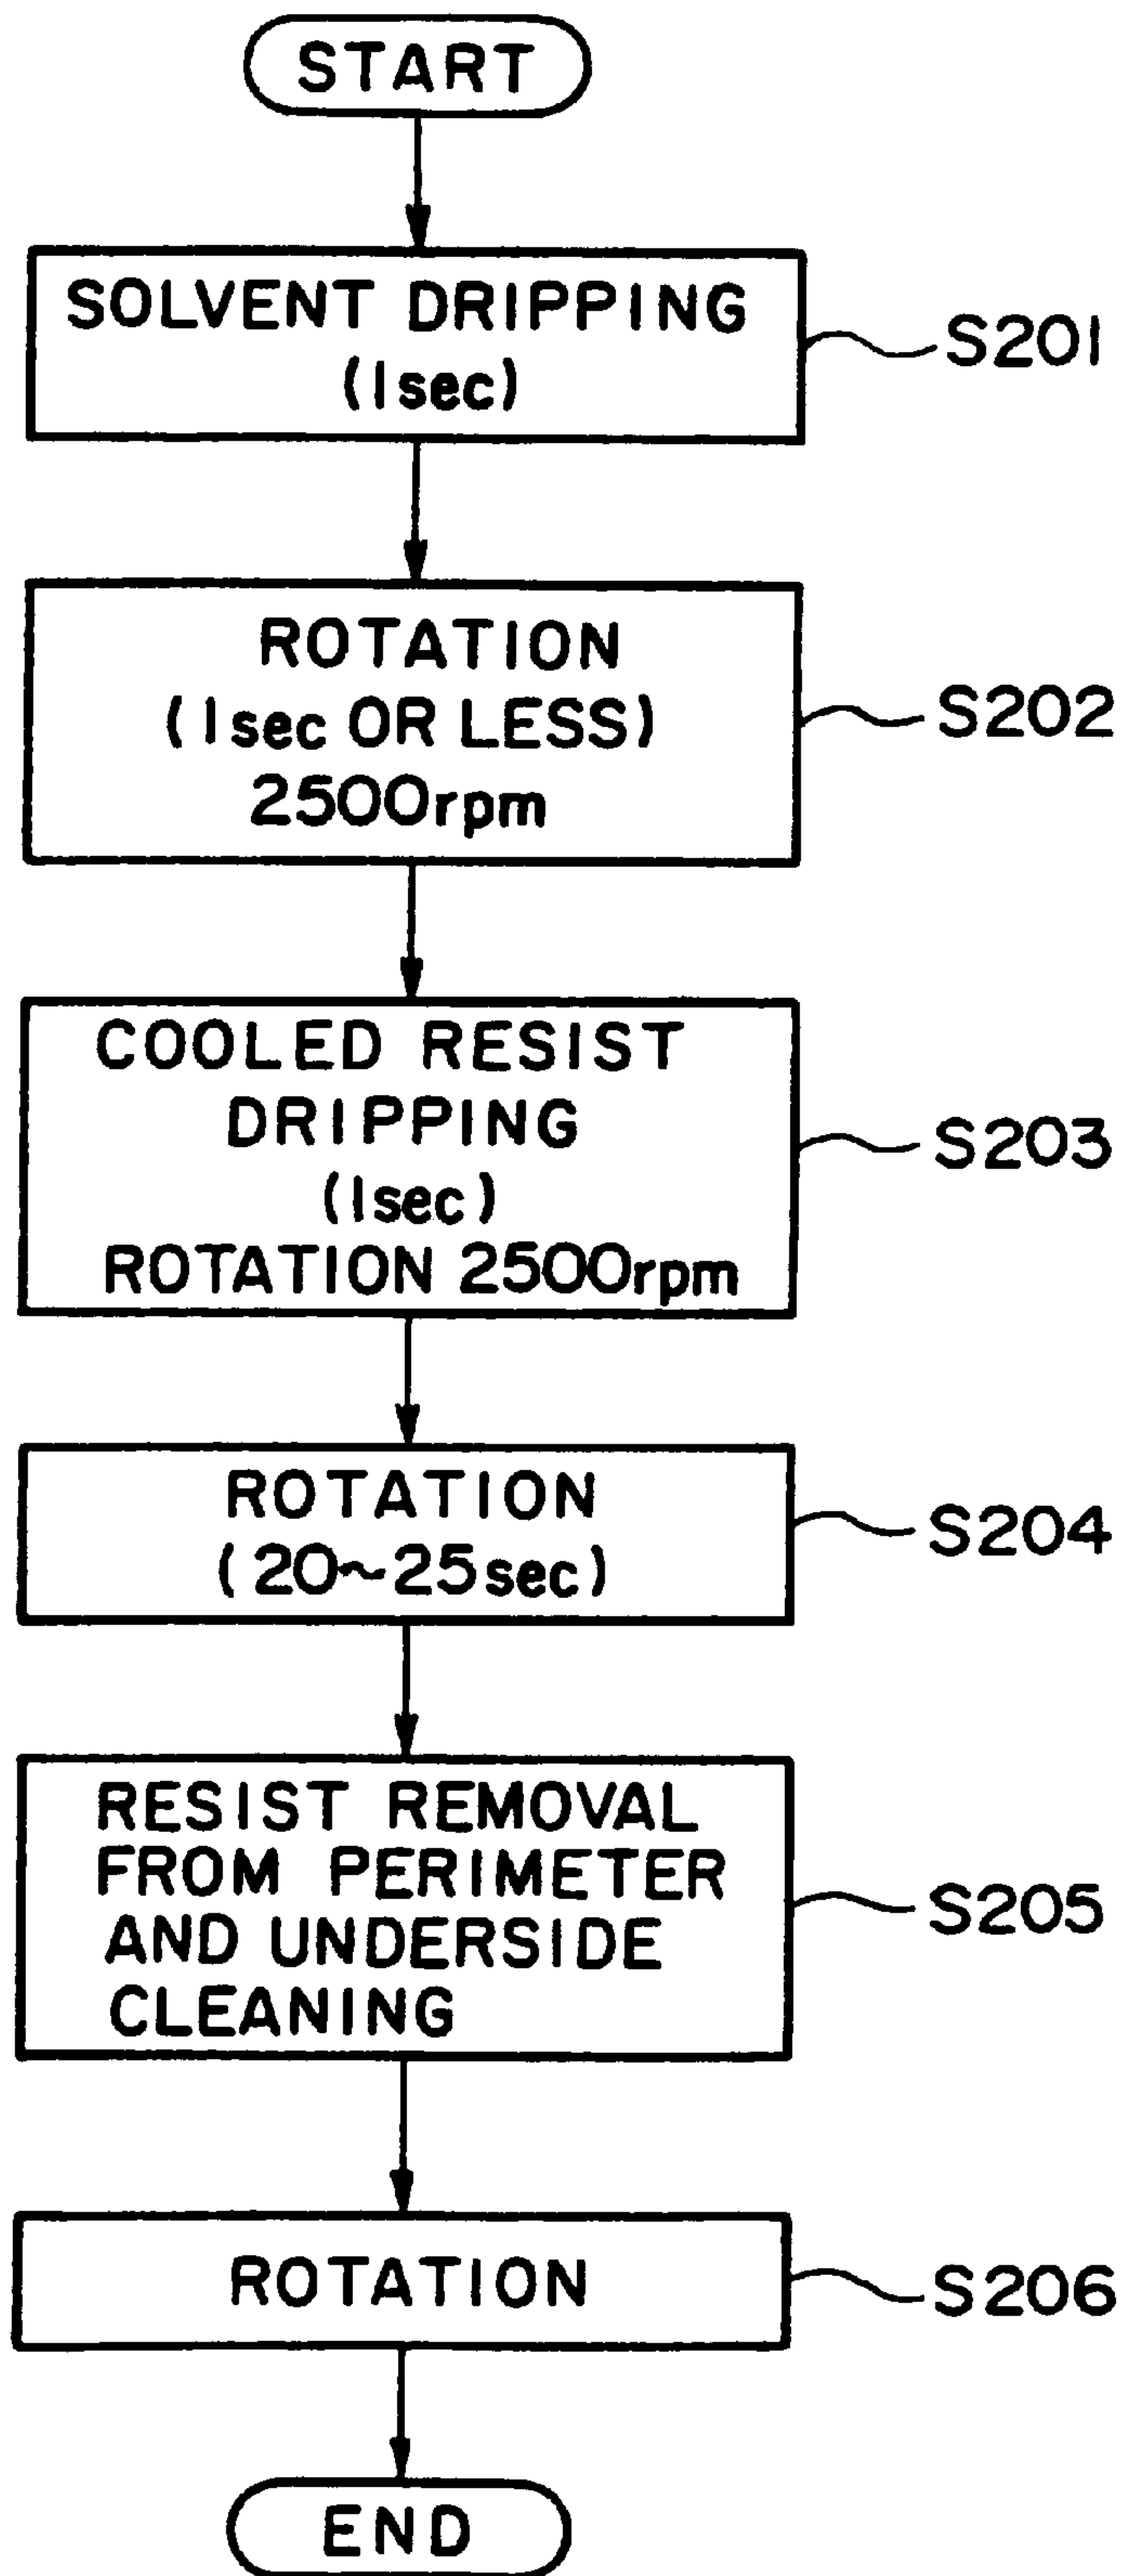 START
SOLVENT DRIPPING
(1sec)
S201
ROTATION
(1sec OR LESS)
2500rpm
S202
COOLED RESIST
DRIPPING
(1sec)
ROTATION 2500rpm
S203
ROTATION
(20~25sec)
S204
RESIST REMOVAL
FROM PERIMETER
AND UNDERSIDE
CLEANING
S205
ROTATION
S206
END